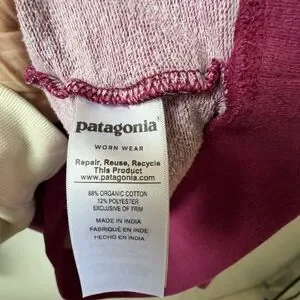 patagonia®
WORN WEAR
Repair, Reuse, Recycle
This Product
www.patagonia.com
88% ORGANIC COTTON
12% POLYESTER
EXCLUSIVE OF TRIM
MADE IN INDIA
FABRIQUÉ EN INDE
HECHO EN INDIA